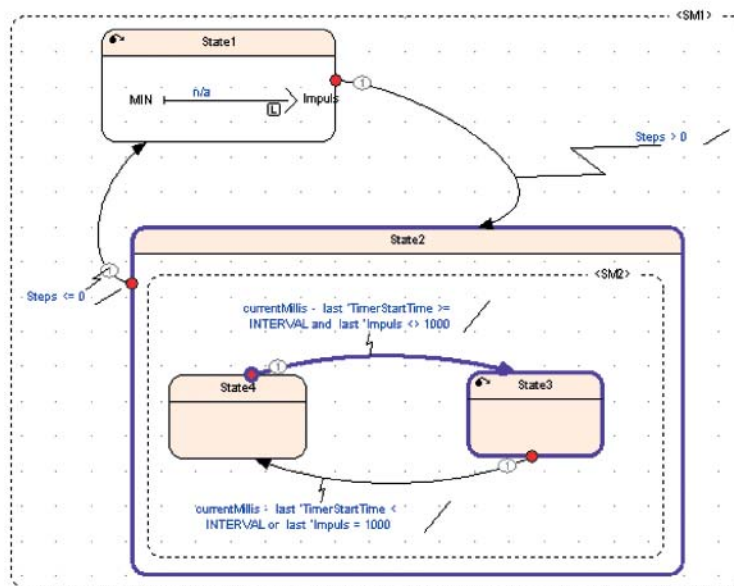 <SM1>
State1
MIN
n/a
L
Impuls
1
Steps > 0
State2
1
Steps <= 0
<SM2>
currentMillis - last 'TimerStartTime >=
INTERVAL and last 'Impuls <> 1000
1
State4
State3
1
currentMillis - last 'TimerStartTime <
INTERVAL or last 'Impuls = 1000